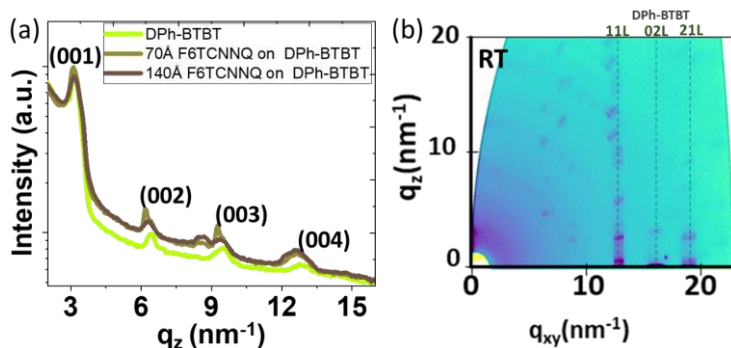 (a)
DPh-BTBT
70Å F6TCNNQ on DPh-BTBT
140Å F6TCNNQ on DPh-BTBT
(001)
(002)
(003)
(004)
Intensity (a.u.)
3 6 9 12 15
qz (nm-1)
(b)
DPh-BTBT
11L 02L 21L
RT
20
10
0
qz(nm-1)
0 10 20
qxy(nm-1)